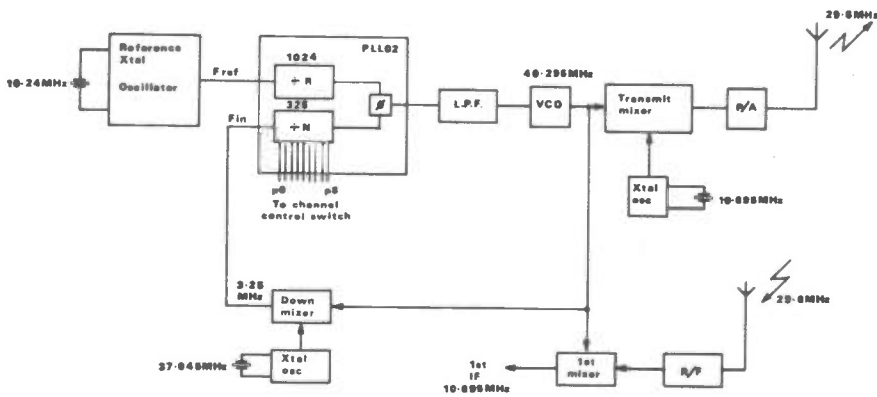 29·6MHz
Reference
Xtal
Oscillator
10·24MHz
Fref
PLL02
1024
÷R
325
÷N
ø
Fin
p0
p8
To channel
control switch
L.P.F.
40·295MHz
VCO
Transmit
mixer
P/A
Xtal
osc
10·695MHz
3·25
MHz
Down
mixer
37·045MHz
Xtal
osc
1st
IF
10·695MHz
1st
mixer
R/F
29·6MHz